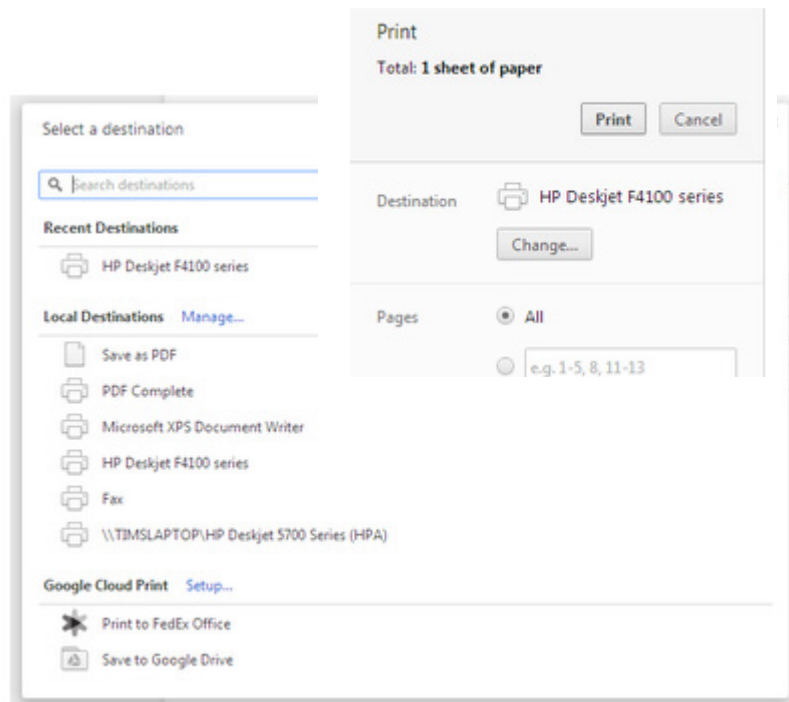 Print
Total: 1 sheet of paper
Print Cancel
Destination HP Deskjet F4100 series
Change...
Pages All
e.g. 1-5, 8, 11-13
Select a destination
Search destinations
Recent Destinations
HP Deskjet F4100 series
Local Destinations Manage...
Save as PDF
PDF Complete
Microsoft XPS Document Writer
HP Deskjet F4100 series
Fax
\\TIMSLAPTOP\HP Deskjet 5700 Series (HPA)
Google Cloud Print Setup...
Print to FedEx Office
Save to Google Drive